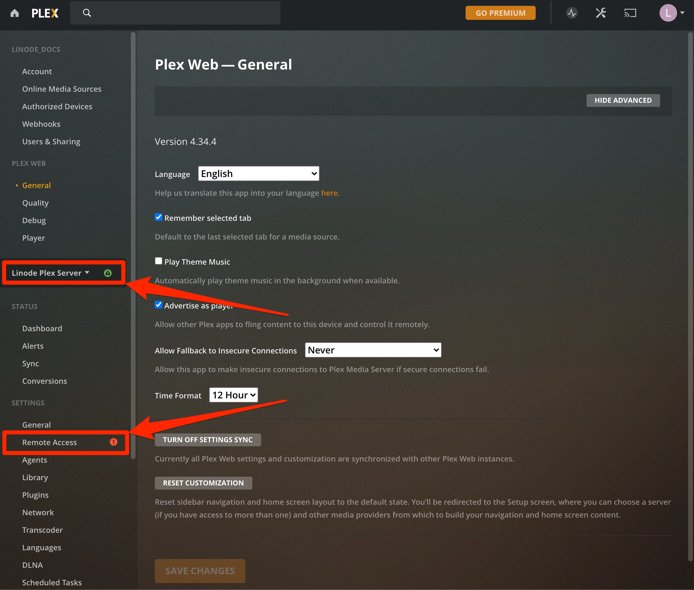 PLEX
GO PREMIUM
L
LINODE_DOCS
Account
Online Media Sources
Authorized Devices
Webhooks
Users & Sharing
PLEX WEB
General
Quality
Debug
Player
Linode Plex Server
STATUS
Dashboard
Alerts
Sync
Conversions
SETTINGS
General
Remote Access
Agents
Library
Plugins
Network
Transcoder
Languages
DLNA
Scheduled Tasks
Plex Web — General
HIDE ADVANCED
Version 4.34.4
Language English
Help us translate this app into your language here.
Remember selected tab
Default to the last selected tab for a media source.
Play Theme Music
Automatically play theme music in the background when available.
Advertise as player
Allow other Plex apps to fling content to this device and control it remotely.
Allow Fallback to Insecure Connections Never
Allow this app to make insecure connections to Plex Media Server if secure connections fail.
Time Format 12 Hour
TURN OFF SETTINGS SYNC
Currently all Plex Web settings and customization are synchronized with other Plex Web instances.
RESET CUSTOMIZATION
Reset sidebar navigation and home screen layout to the default state. You'll be redirected to the Setup screen, where you can choose a server
(if you have access to more than one) and other media providers from which to build your navigation and home screen content.
SAVE CHANGES